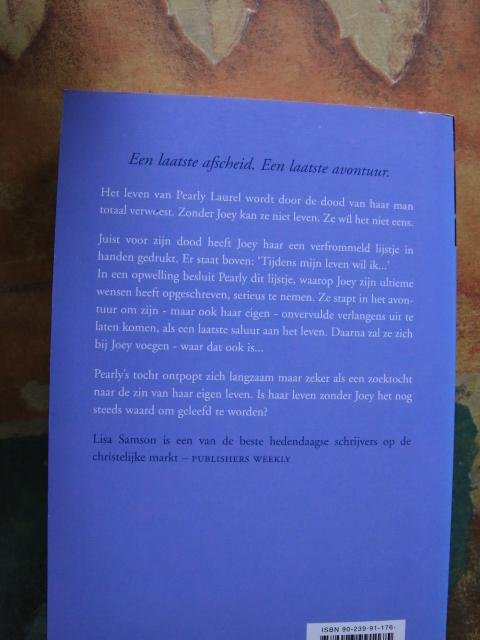 Een laatste afscheid. Een laatste avontuur.
Het leven van Pearly Laurel wordt door de dood van haar man
totaal verwoest. Zonder Joey kan ze niet leven. Ze wíl het niet eens.
Juist voor zijn dood heeft Joey haar een verfrommeld lijstje in
handen gedrukt. Er staat boven: 'Tijdens mijn leven wil ik...'
In een opwelling besluit Pearly dit lijstje, waarop Joey zijn ultieme
wensen heeft opgeschreven, serieus te nemen. Ze stapt in het avon-
tuur om zijn - maar ook haar eigen - onvervulde verlangens uit te
laten komen, als een laatste saluut aan het leven. Daarna zal ze zich
bij Joey voegen - waar dat ook is...
Pearly's tocht ontpopt zich langzaam maar zeker als een zoektocht
naar de zin van haar eigen leven. Is haar leven zonder Joey het nog
steeds waard om geleefd te worden?
Lisa Samson is een van de beste hedendaagse schrijvers op de
christelijke markt – PUBLISHERS WEEKLY
ISBN 90-239-91-176-